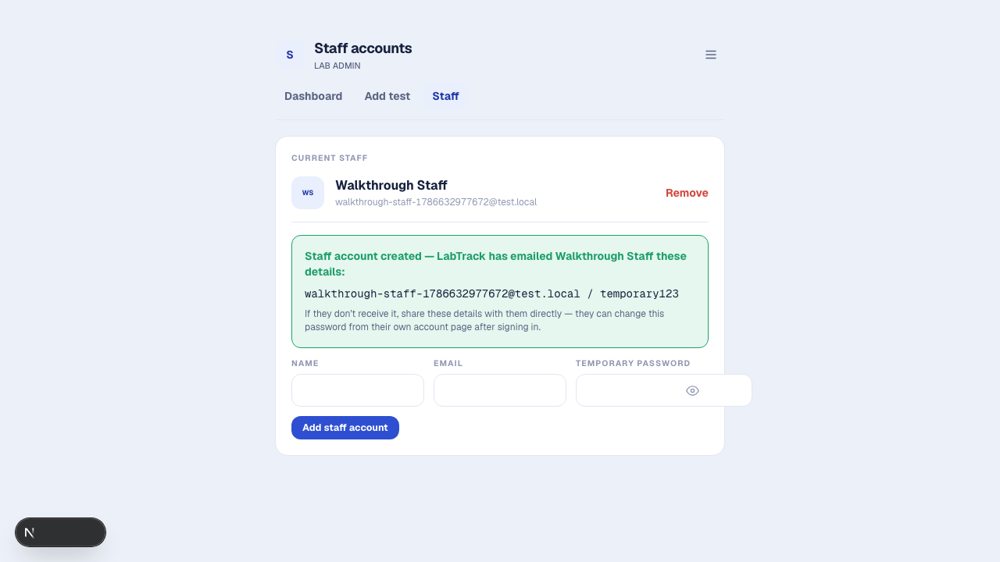 S
Staff accounts
LAB ADMIN
Dashboard Add test Staff
CURRENT STAFF
WS
Walkthrough Staff
walkthrough-staff-1786632977672@test.local
Remove
Staff account created — LabTrack has emailed Walkthrough Staff these
details:
walkthrough-staff-1786632977672@test.local / temporary123
If they don't receive it, share these details with them directly — they can change this
password from their own account page after signing in.
NAME EMAIL TEMPORARY PASSWORD
Add staff account
N